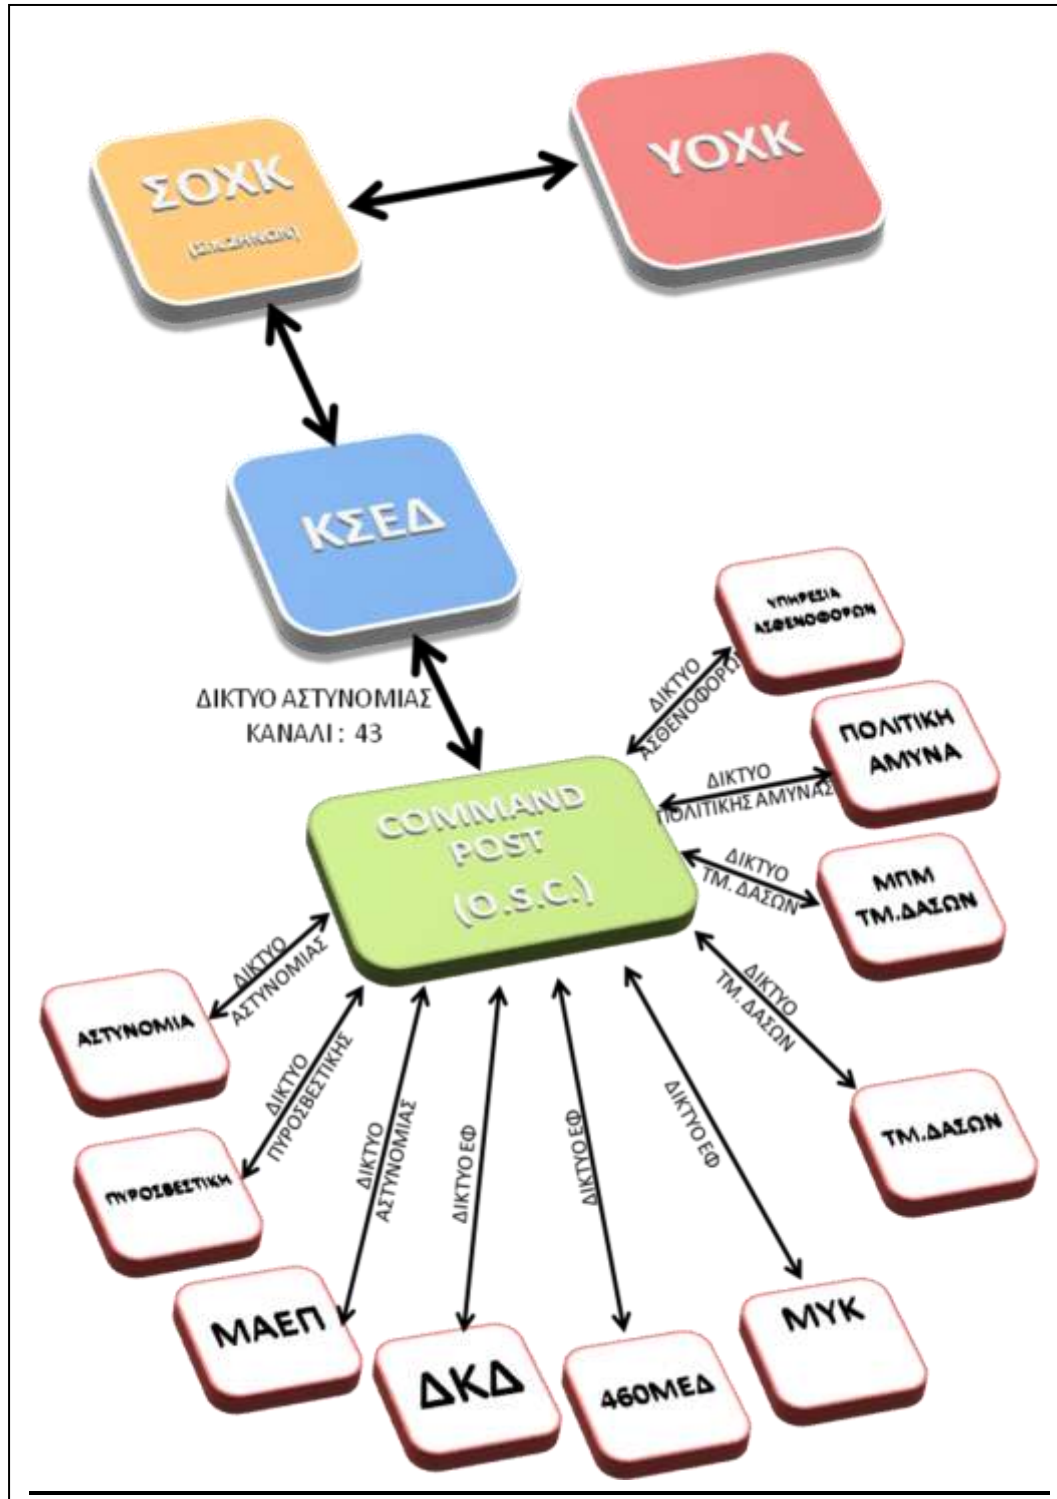 ΣΟΧΚ
ΥΟΧΚ
ΚΣΕΔ
ΔΙΚΤΥΟ ΑΣΤΥΝΟΜΙΑΣ
ΚΑΝΑΛΙ : 43
COMMAND
POST
(O.S.C.)
ΥΠΗΡΕΣΙΑ
ΑΣΘΕΝΟΦΟΡΩΝ
ΔΙΚΤΥΟ
ΑΣΘΕΝΟΦΟΡΩΝ
ΠΟΛΙΤΙΚΗ
ΑΜΥΝΑ
ΔΙΚΤΥΟ
ΠΟΛΙΤΙΚΗΣ ΑΜΥΝΑΣ
ΜΠΜ
ΤΜ.ΔΑΣΩΝ
ΔΙΚΤΥΟ
ΤΜ. ΔΑΣΩΝ
ΔΙΚΤΥΟ
ΤΜ. ΔΑΣΩΝ
ΤΜ.ΔΑΣΩΝ
ΔΙΚΤΥΟ
ΑΣΤΥΝΟΜΙΑΣ
ΑΣΤΥΝΟΜΙΑ
ΔΙΚΤΥΟ
ΠΥΡΟΣΒΕΣΤΙΚΗΣ
ΠΥΡΟΣΒΕΣΤΙΚΗ
ΔΙΚΤΥΟ
ΑΣΤΥΝΟΜΙΑΣ
ΜΑΕΠ
ΔΙΚΤΥΟ ΕΦ
ΔΚΔ
ΔΙΚΤΥΟ ΕΦ
460ΜΕΔ
ΔΙΚΤΥΟ ΕΦ
ΜΥΚ